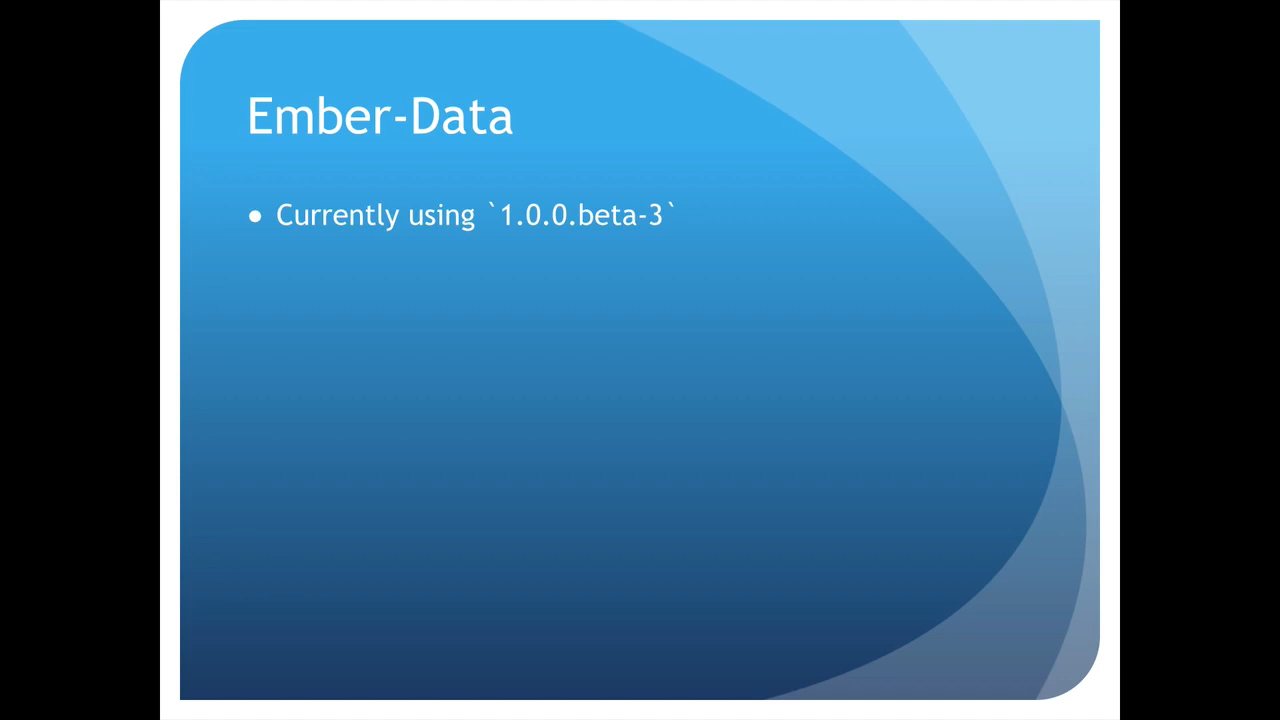 Ember-Data
● Currently using `1.0.0.beta-3`